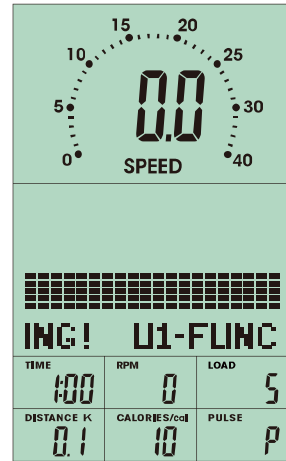 15 20
10 25
5 0.0 30
0 SPEED 40
ING! U1-FUNC
TIME RPM LOAD
1:00 0 5
DISTANCE K CALORIES/cal PULSE
0.1 10 P